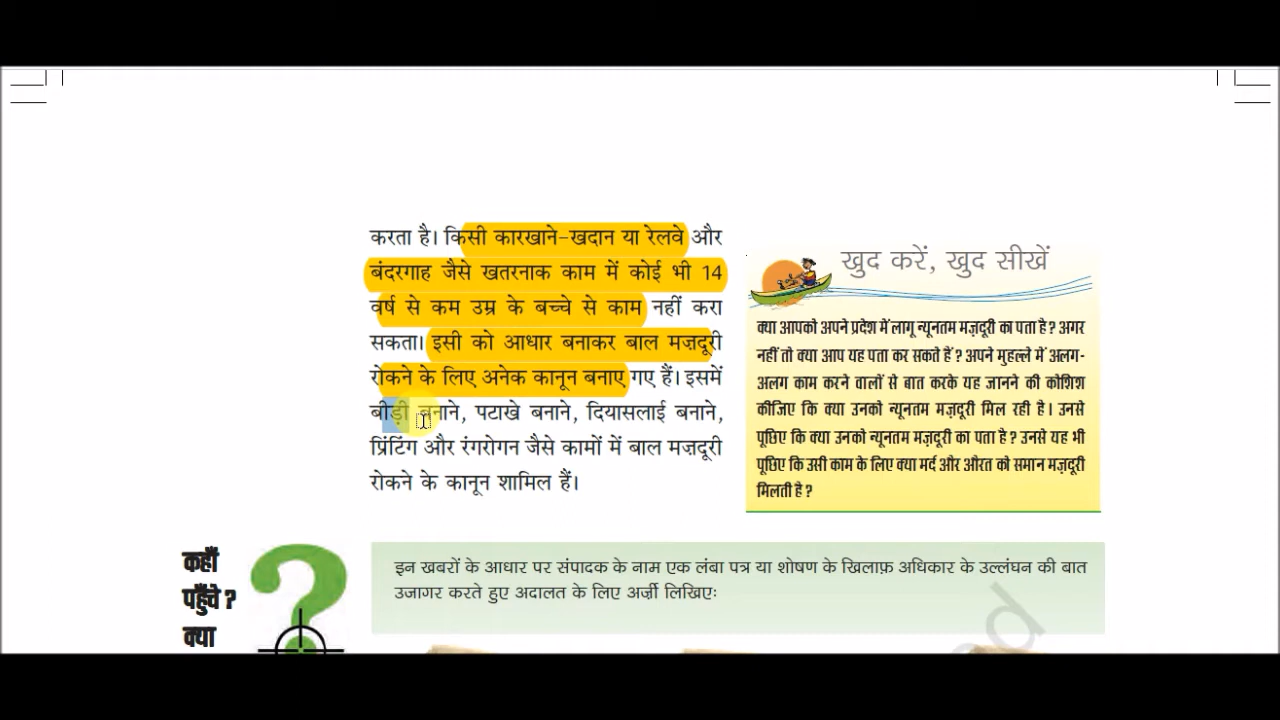 करता है। किसी कारखाने-खदान या रेलवे और
बंदरगाह जैसे खतरनाक काम में कोई भी 14
वर्ष से कम उम्र के बच्चे से काम नहीं करा
सकता। इसी को आधार बनाकर बाल मज़दूरी
रोकने के लिए अनेक कानून बनाए गए हैं। इसमें
बीड़ी बनाने, पटाखे बनाने, दियासलाई बनाने,
प्रिंटिंग और रंगरोगन जैसे कामों में बाल मज़दूरी
रोकने के कानून शामिल हैं।
खुद करें, खुद सीखें
क्या आपको अपने प्रदेश में लागू न्यूनतम मज़दूरी का पता है? अगर
नहीं तो क्या आप यह पता कर सकते हैं? अपने मुहल्ले में अलग-
अलग काम करने वालों से बात करके यह जानने की कोशिश
कीजिए कि क्या उनको न्यूनतम मज़दूरी मिल रही है। उनसे
पूछिए कि क्या उनको न्यूनतम मज़दूरी का पता है? उनसे यह भी
पूछिए कि उसी काम के लिए क्या मर्द और औरत को समान मज़दूरी
मिलती है?
कहाँ
पहुँचे?
क्या
इन खबरों के आधार पर संपादक के नाम एक लंबा पत्र या शोषण के खिलाफ़ अधिकार के उल्लंघन की बात
उजागर करते हुए अदालत के लिए अर्ज़ी लिखिए: